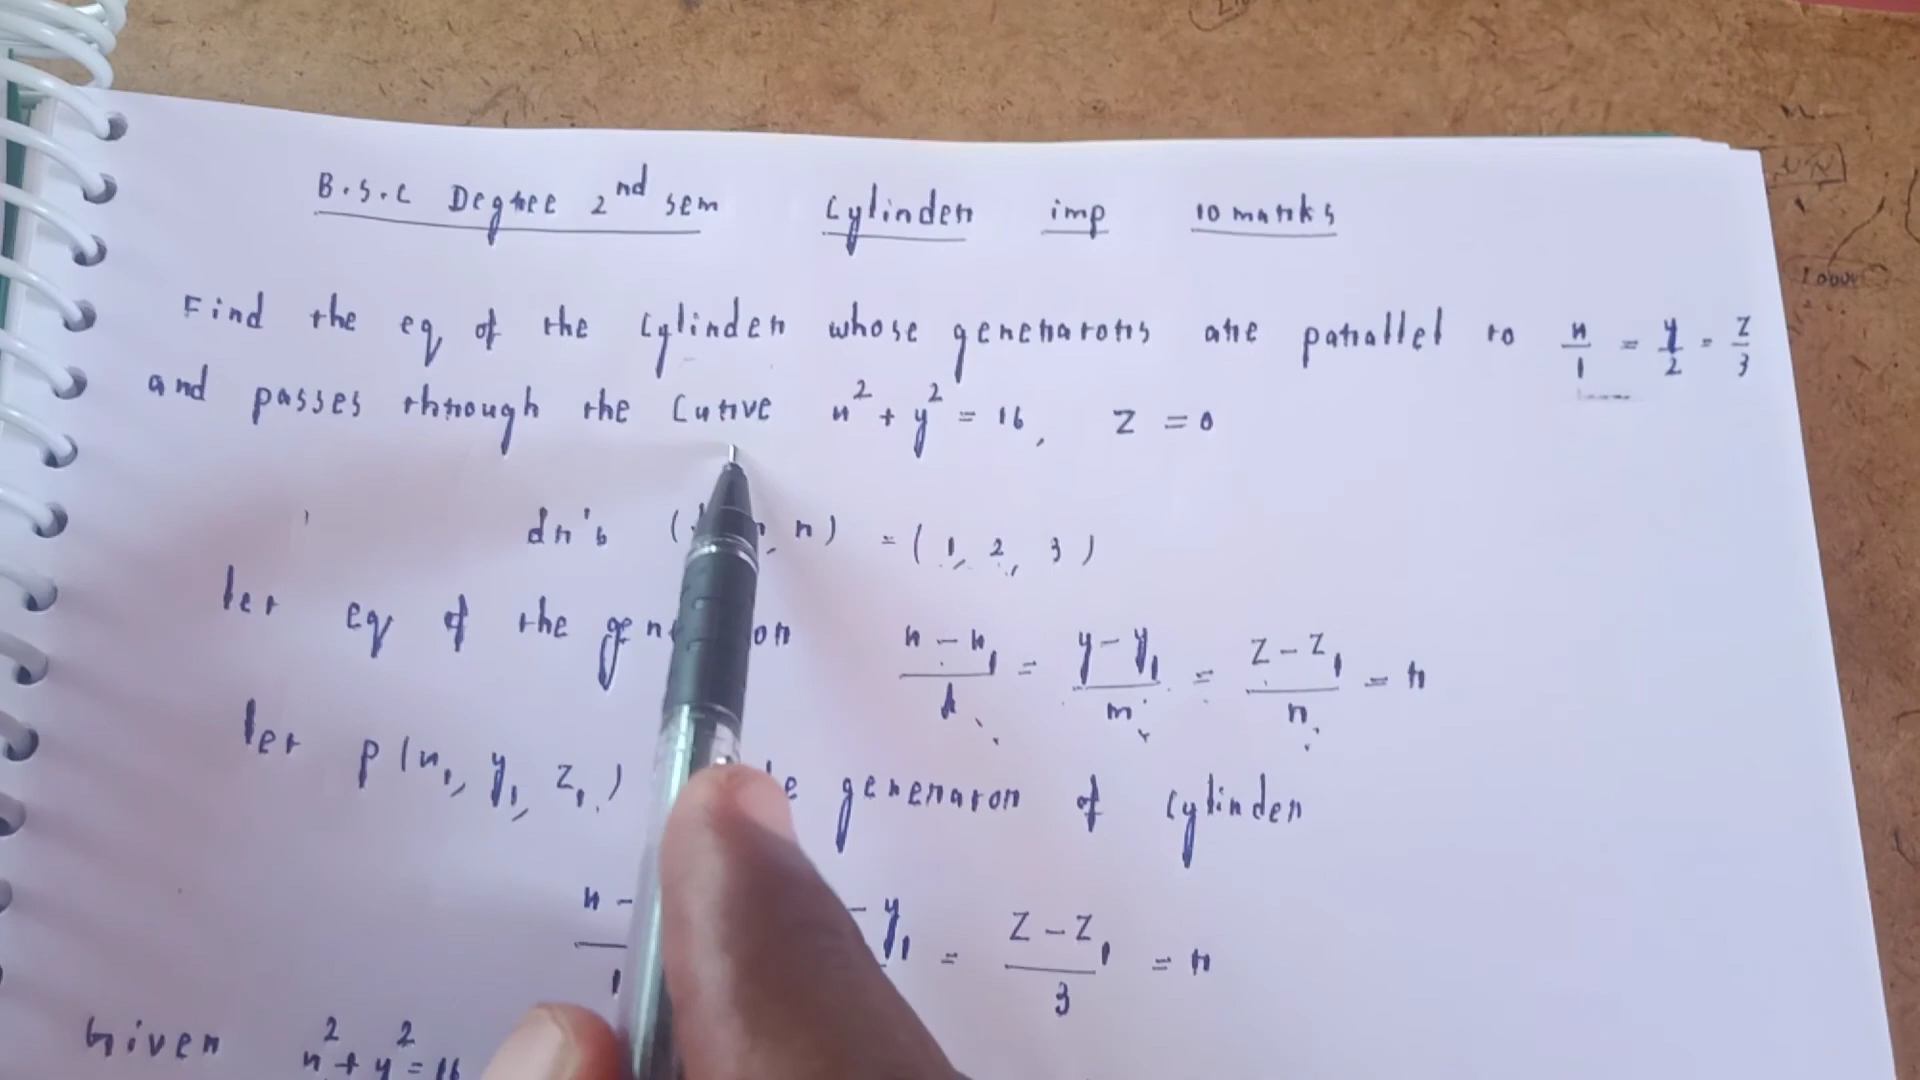 B.S.C Degree 2nd sem Cylinder imp 10 marks
Find the eq of the cylinder whose generators are parallel to x/1 = y/2 = z/3
and passes through the curve x² + y² = 16, z = 0
dr's ( , n) = (1, 2, 3)
let eq of the x - x₁/l = y - y₁/m = z - z₁/n = r
let p(x₁, y₁, z₁) generator of cylinder
x - - y₁ = z - z₁/3 = r
Given x² + y² = 16